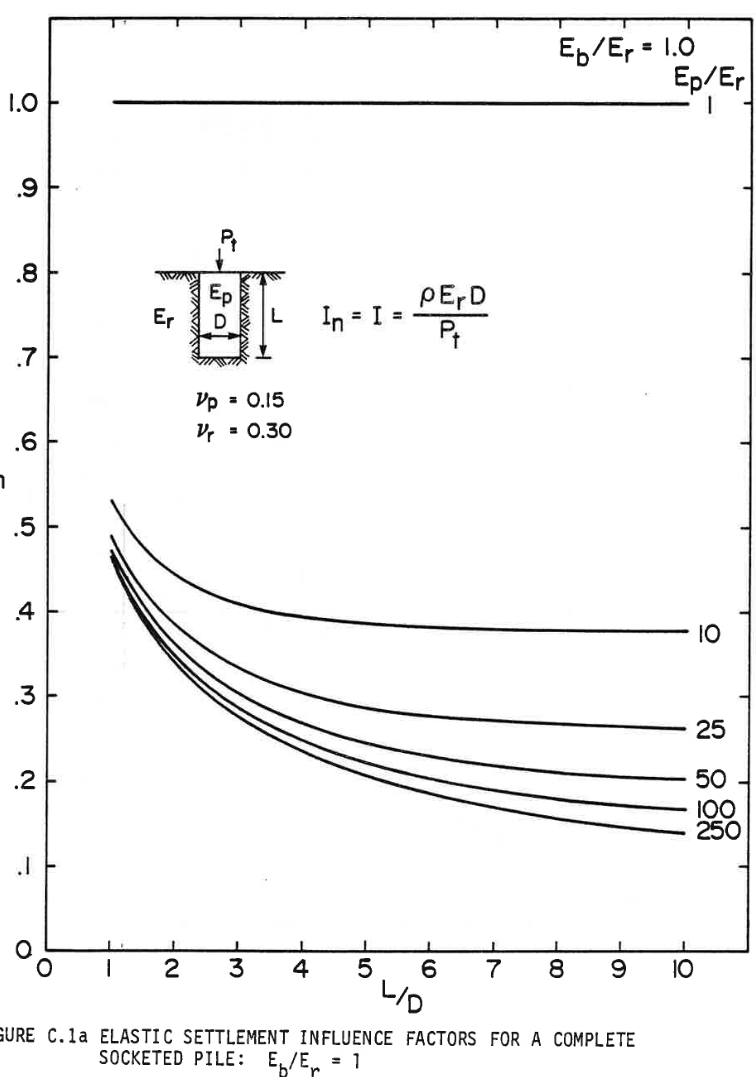 E_b/E_r = 1.0
E_p/E_r
1.0
1
.9
P_t
.8
E_p
E_r
D
L
I_n = I = ρE_rD / P_t
.7
ν_p = 0.15
ν_r = 0.30
.6
n
.5
.4
10
.3
25
.2
50
100
250
.1
0
0 1 2 3 4 5 6 7 8 9 10
L/D
GURE C.1a ELASTIC SETTLEMENT INFLUENCE FACTORS FOR A COMPLETE
SOCKETED PILE: E_b/E_r = 1